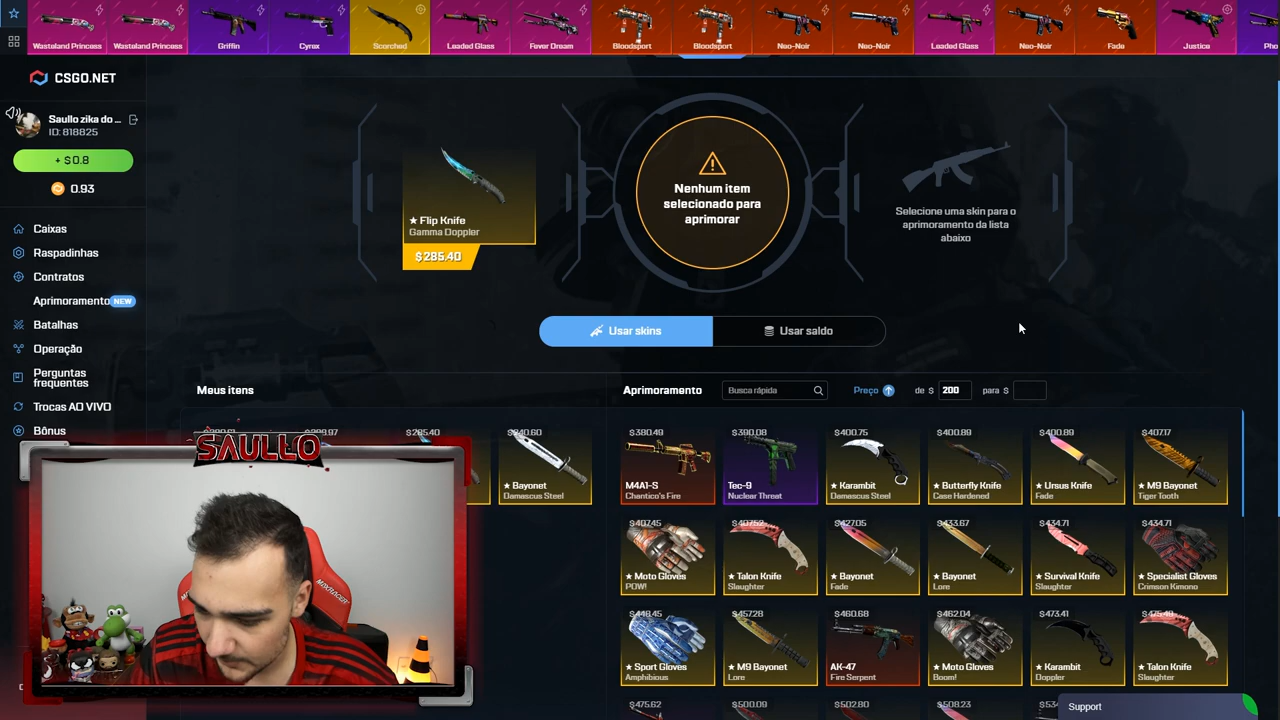 Wasteland Princess
Wasteland Princess
Griffin
Cyrex
Scorched
Leaded Glass
Fever Dream
Bloodsport
Bloodsport
Neo-Noir
Neo-Noir
Leaded Glass
Neo-Noir
Fade
Justice
CSGO.NET
Saullo zika do ...
ID: 818825
+ $ 0.8
0.93
Caixas
Raspadinhas
Contratos
Aprimoramento NEW
Batalhas
Operação
Perguntas
frequentes
Trocas AO VIVO
Bônus
★ Flip Knife
Gamma Doppler
$285.40
Nenhum item
selecionado para
aprimorar
Selecione uma skin para o
aprimoramento da lista
abaixo
Usar skins
Usar saldo
Meus itens
$285.40
★ Bayonet
Damascus Steel
Aprimoramento
Busca rápida
Preço
de $ 200
para $
$380.49
M4A1-S
Chantico's Fire
$390.08
Tec-9
Nuclear Threat
$400.75
★ Karambit
Damascus Steel
$400.89
★ Butterfly Knife
Case Hardened
$400.89
★ Ursus Knife
Fade
$407.17
★ M9 Bayonet
Tiger Tooth
$407.45
★ Moto Gloves
POW!
$407.52
★ Talon Knife
Slaughter
$427.05
★ Bayonet
Fade
$433.67
★ Bayonet
Lore
$434.71
★ Survival Knife
Slaughter
$434.71
★ Specialist Gloves
Crimson Kimono
$448.45
★ Sport Gloves
Amphibious
$457.28
★ M9 Bayonet
Lore
$460.68
AK-47
Fire Serpent
$462.04
★ Moto Gloves
Boom!
$473.41
★ Karambit
Doppler
$475.49
★ Talon Knife
Slaughter
$475.62
$500.09
$502.80
$508.23
SAULLO
MAXRACER
Support